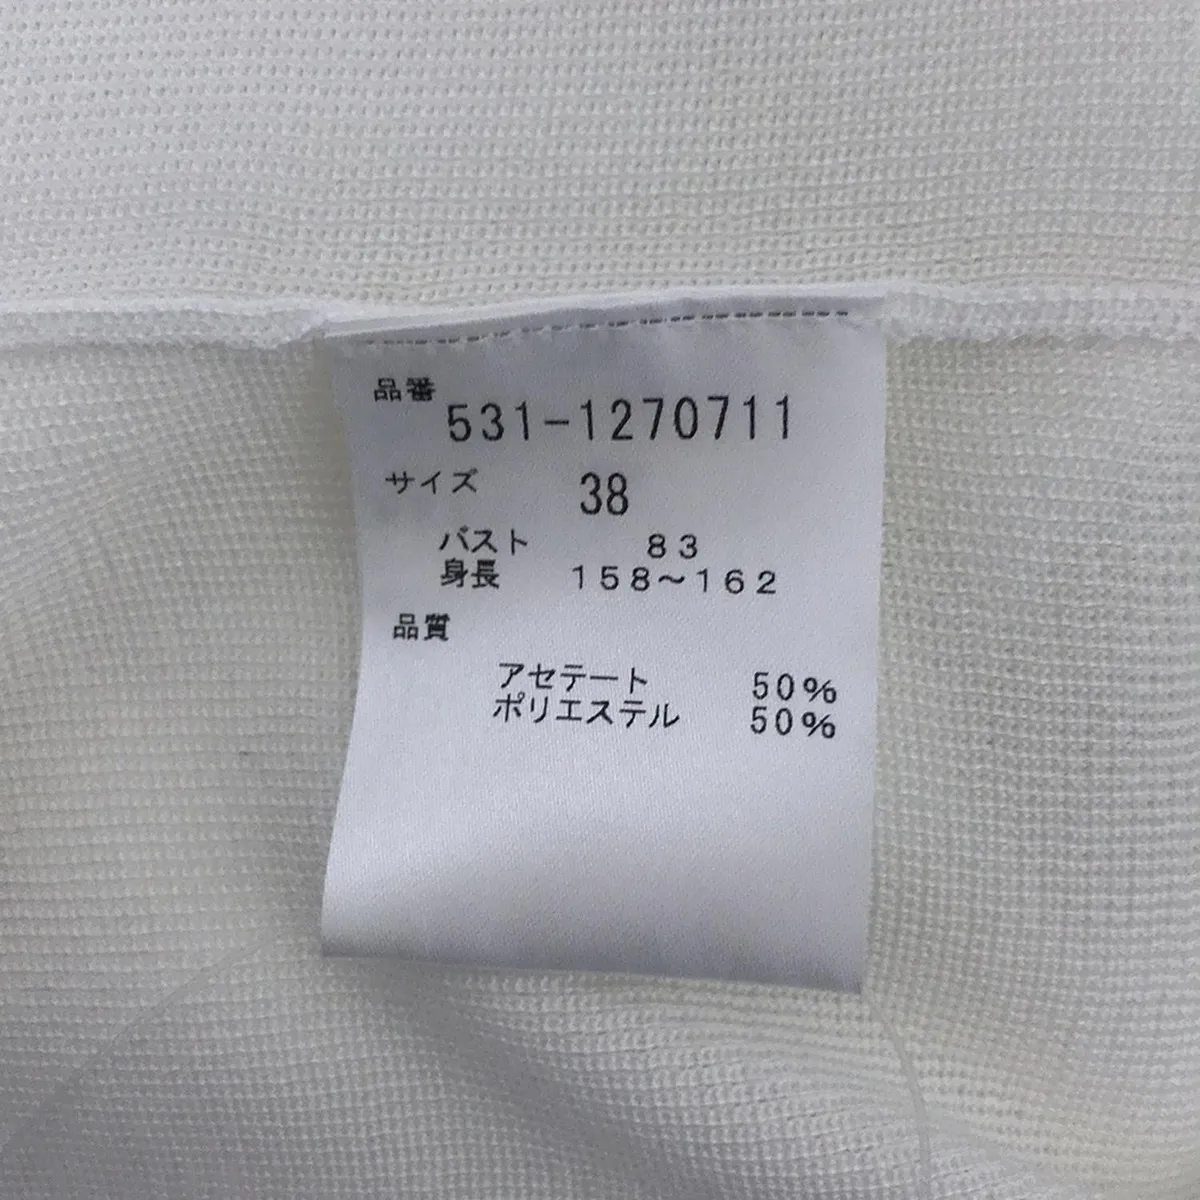 品番
531-1270711
サイズ 38
バスト 83
身長 158～162
品質
アセテート 50%
ポリエステル 50%